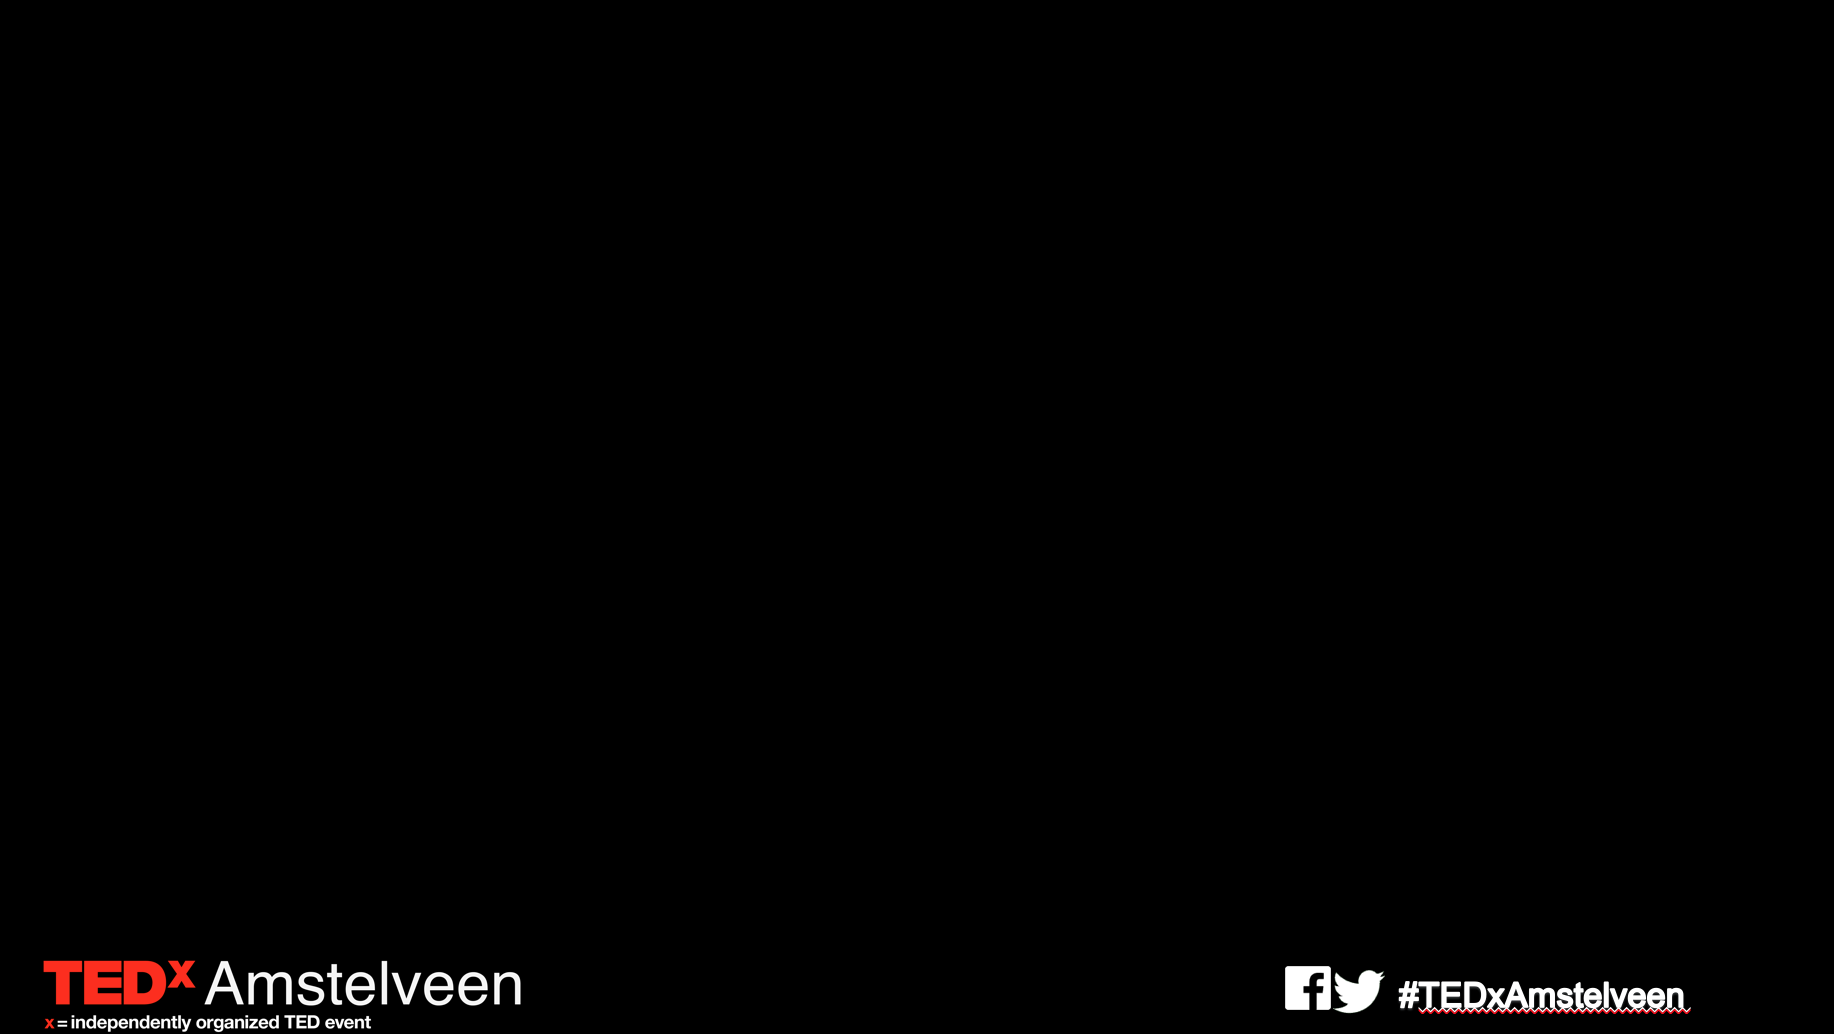 TEDx Amstelveen
x = independently organized TED event
#TEDxAmstelveen